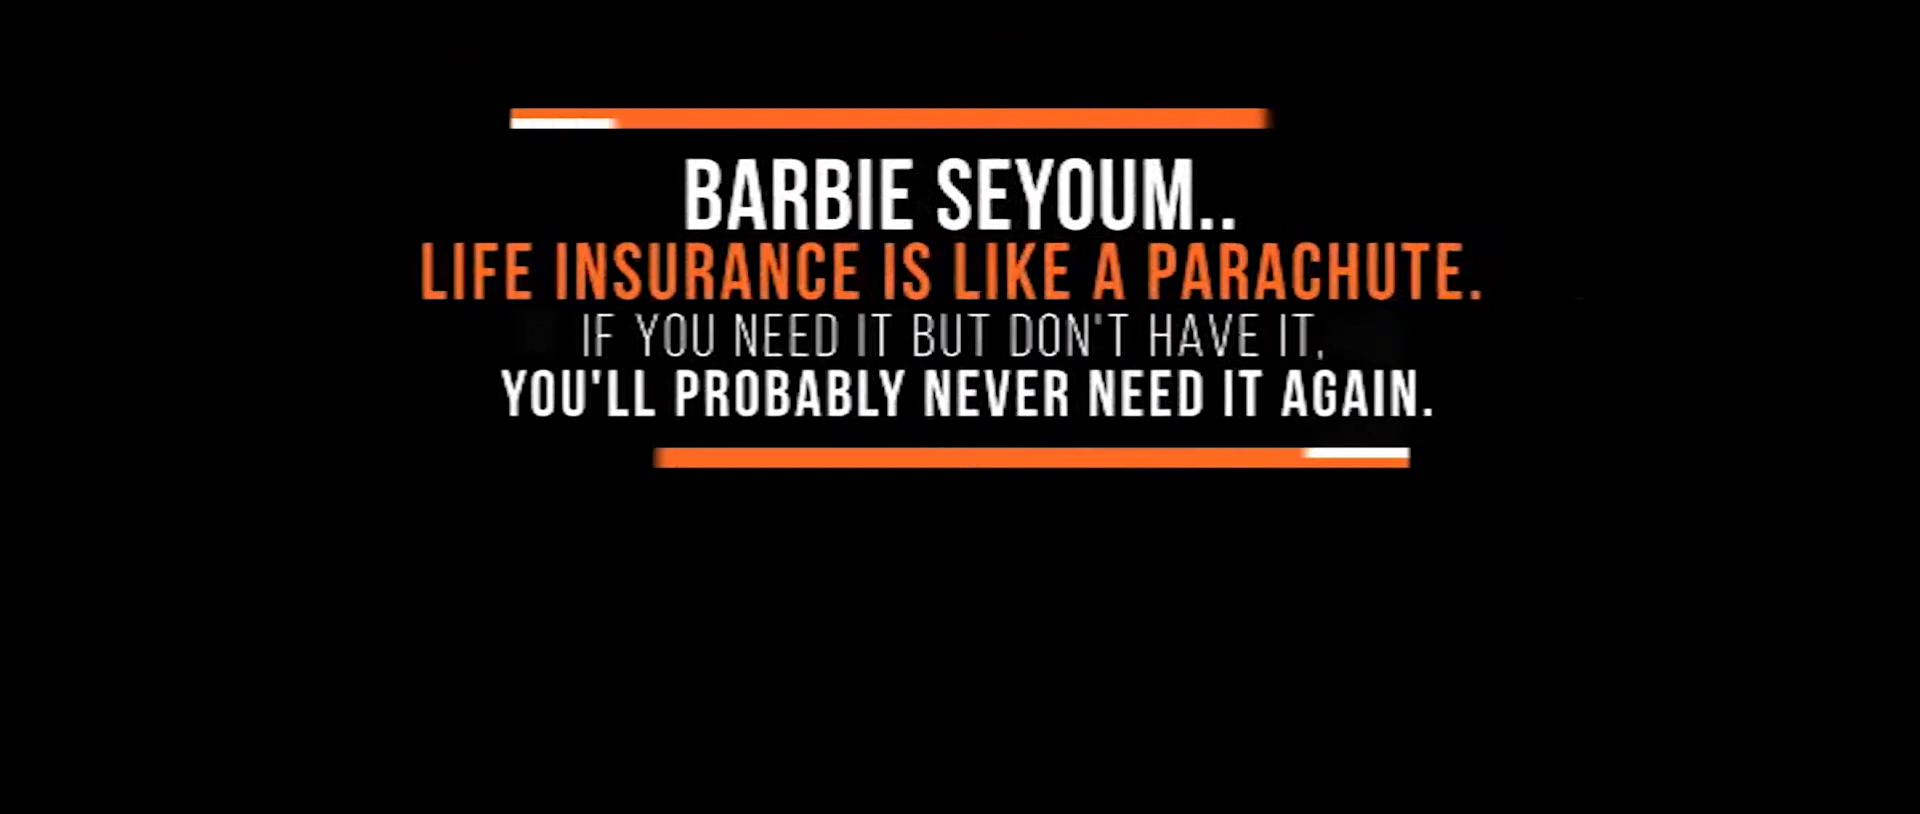 BARBIE SEYOUM..
LIFE INSURANCE IS LIKE A PARACHUTE.
IF YOU NEED IT BUT DON'T HAVE IT,
YOU'LL PROBABLY NEVER NEED IT AGAIN.